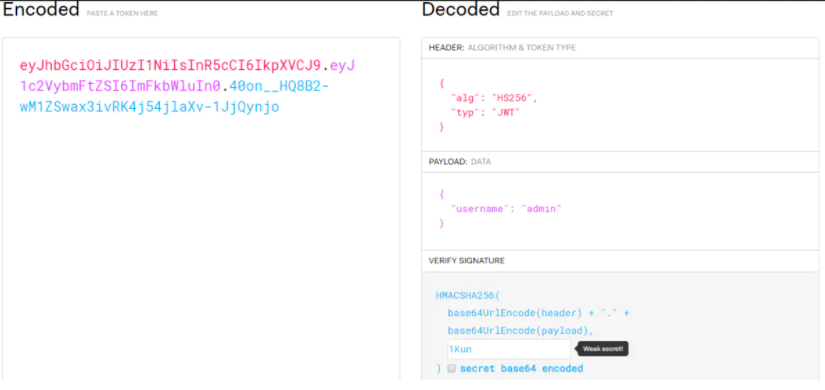 Encoded PASTE A TOKEN HERE
eyJhbGciOiJIUzI1NiIsInR5cCI6IkpXVCJ9.eyJ
1c2VybmFtZSI6ImFkbWluIn0.40on__HQ8B2-
wM1ZSwax3ivRK4j54jlaXv-1JjQynjo
Decoded EDIT THE PAYLOAD AND SECRET
HEADER: ALGORITHM & TOKEN TYPE
{
"alg": "HS256",
"typ": "JWT"
}
PAYLOAD: DATA
{
"username": "admin"
}
VERIFY SIGNATURE
HMACSHA256(
base64UrlEncode(header) + "." +
base64UrlEncode(payload),
1Kun Weak secret!
) secret base64 encoded